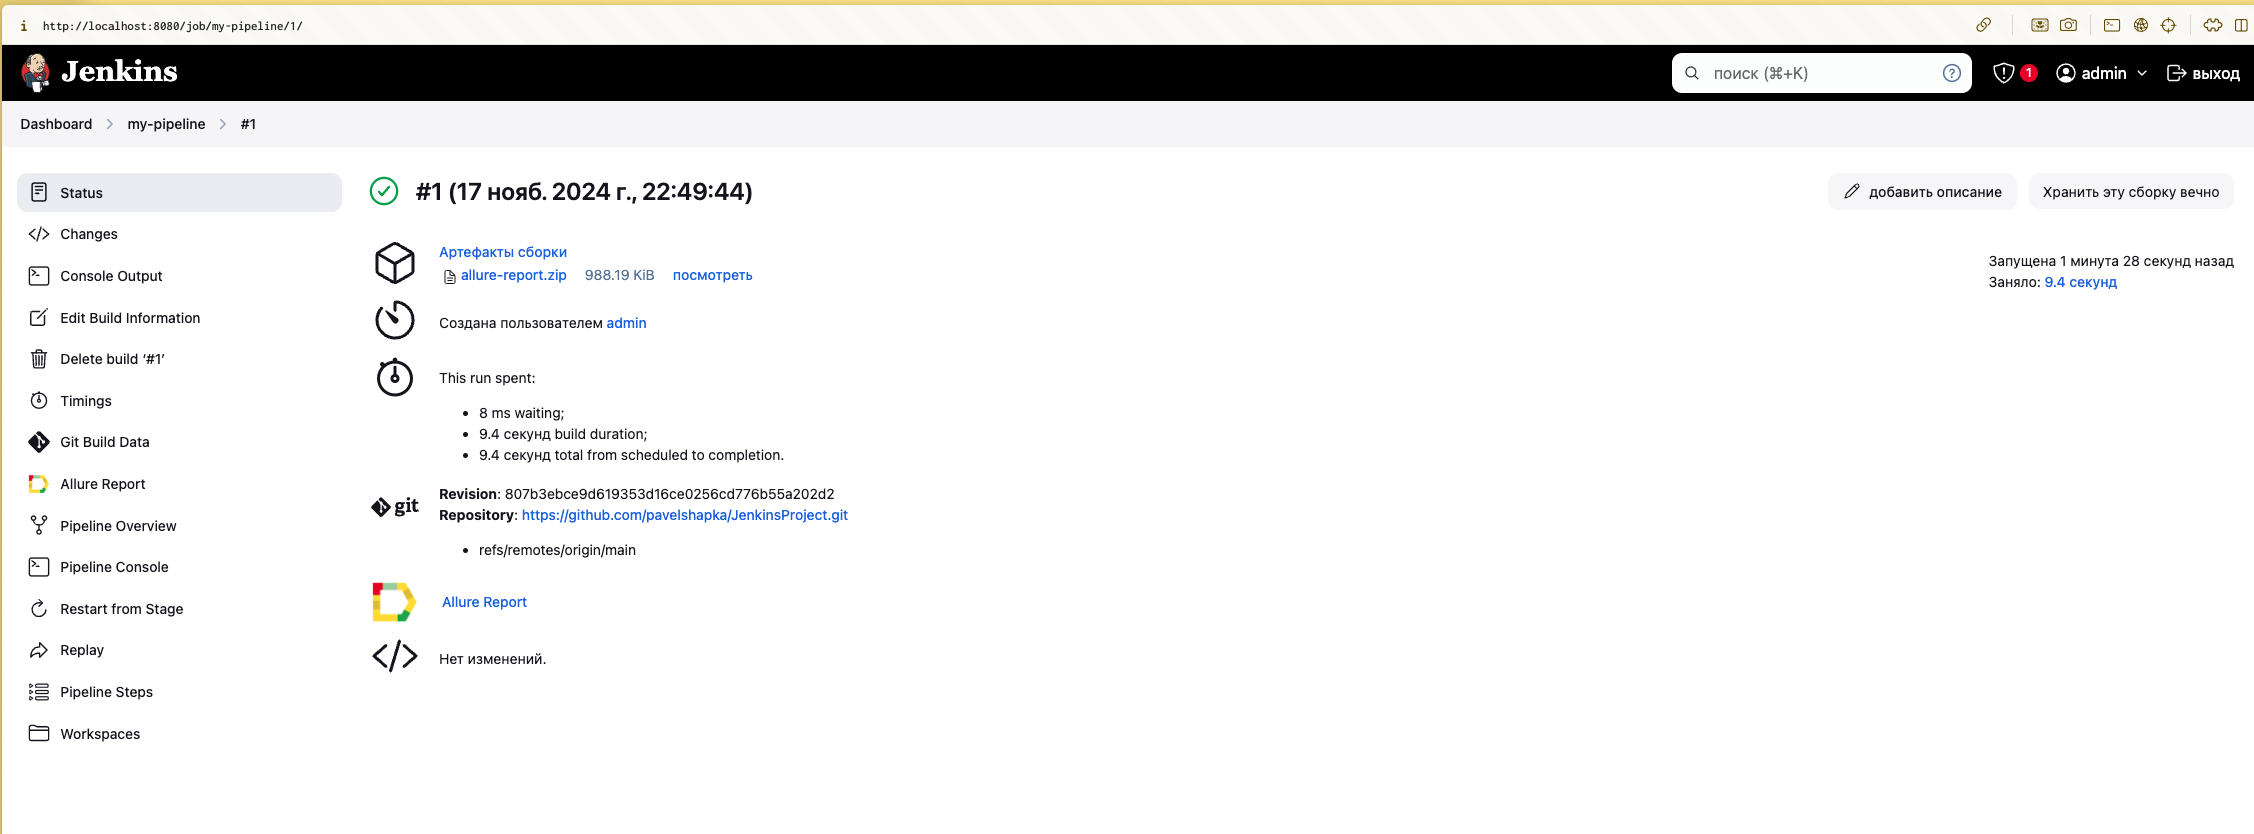 http://localhost:8080/job/my-pipeline/1/
Jenkins
поиск (⌘+K)
1
admin
выход
Dashboard
my-pipeline
#1
Status
Changes
Console Output
Edit Build Information
Delete build ‘#1’
Timings
Git Build Data
Allure Report
Pipeline Overview
Pipeline Console
Restart from Stage
Replay
Pipeline Steps
Workspaces
#1 (17 нояб. 2024 г., 22:49:44)
добавить описание
Хранить эту сборку вечно
Артефакты сборки
allure-report.zip 988.19 KiB посмотреть
Запущена 1 минута 28 секунд назад
Заняло: 9.4 секунд
Создана пользователем admin
This run spent:
8 ms waiting;
9.4 секунд build duration;
9.4 секунд total from scheduled to completion.
git
Revision: 807b3ebce9d619353d16ce0256cd776b55a202d2
Repository: https://github.com/pavelshapka/JenkinsProject.git
refs/remotes/origin/main
Allure Report
Нет изменений.